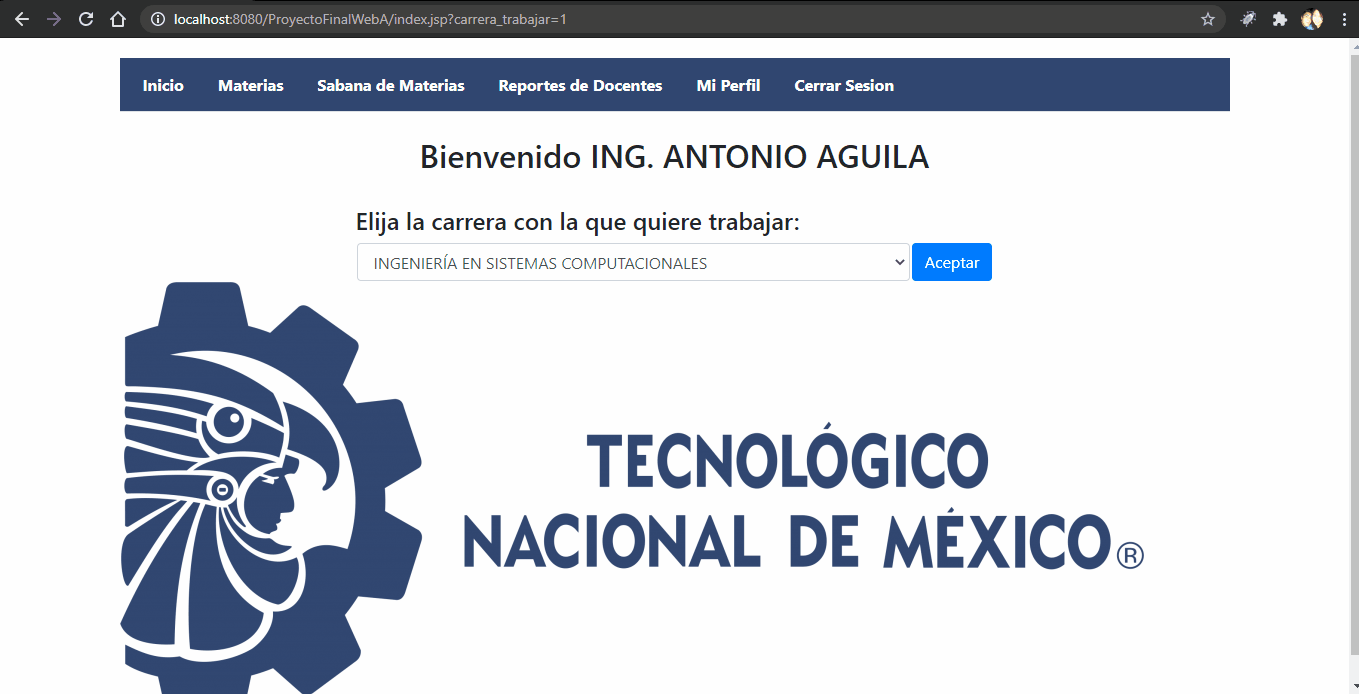 localhost:8080/ProyectoFinalWebA/index.jsp?carrera_trabajar=1
Inicio Materias Sabana de Materias Reportes de Docentes Mi Perfil Cerrar Sesion
Bienvenido ING. ANTONIO AGUILA
Elija la carrera con la que quiere trabajar:
INGENIERÍA EN SISTEMAS COMPUTACIONALES Aceptar
TECNOLÓGICO
NACIONAL DE MÉXICO®